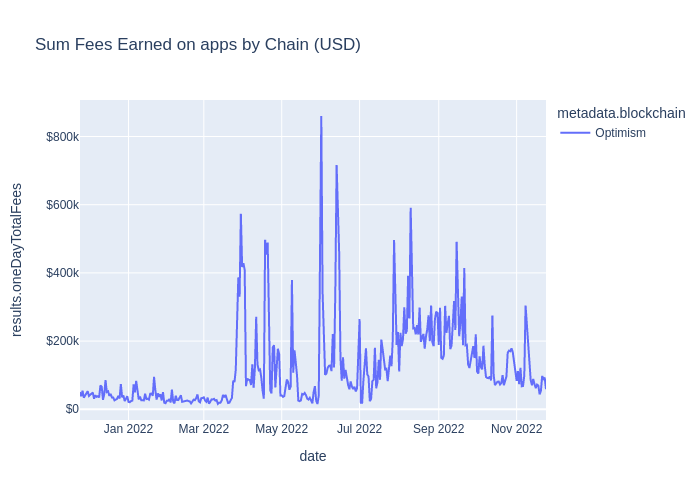 Sum Fees Earned on apps by Chain (USD)
metadata.blockchain
Optimism
results.oneDayTotalFees
$800k
$600k
$400k
$200k
$0
Jan 2022
Mar 2022
May 2022
Jul 2022
Sep 2022
Nov 2022
date